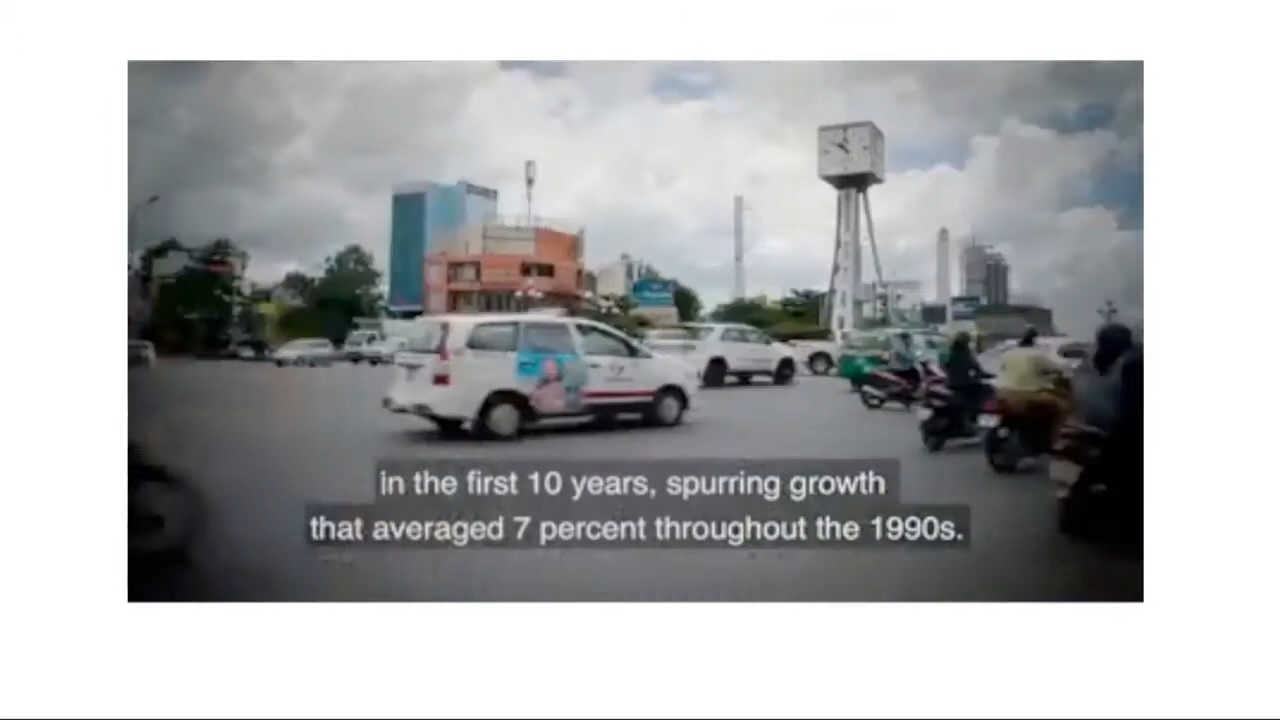 in the first 10 years, spurring growth
that averaged 7 percent throughout the 1990s.